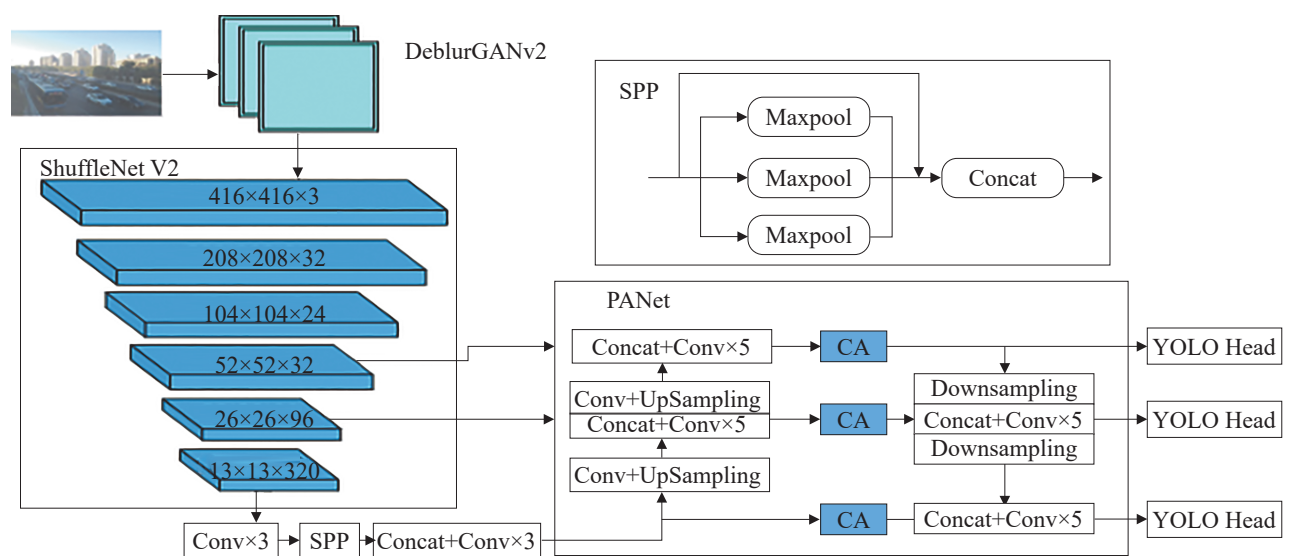 DeblurGANv2
SPP
Maxpool
Maxpool
Concat
Maxpool
ShuffleNet V2
416×416×3
208×208×32
104×104×24
52×52×32
26×26×96
13×13×320
Conv×3
SPP
Concat+Conv×3
PANet
Concat+Conv×5
CA
YOLO Head
Conv+UpSampling
Downsampling
Concat+Conv×5
CA
Concat+Conv×5
YOLO Head
Conv+UpSampling
Downsampling
CA
Concat+Conv×5
YOLO Head